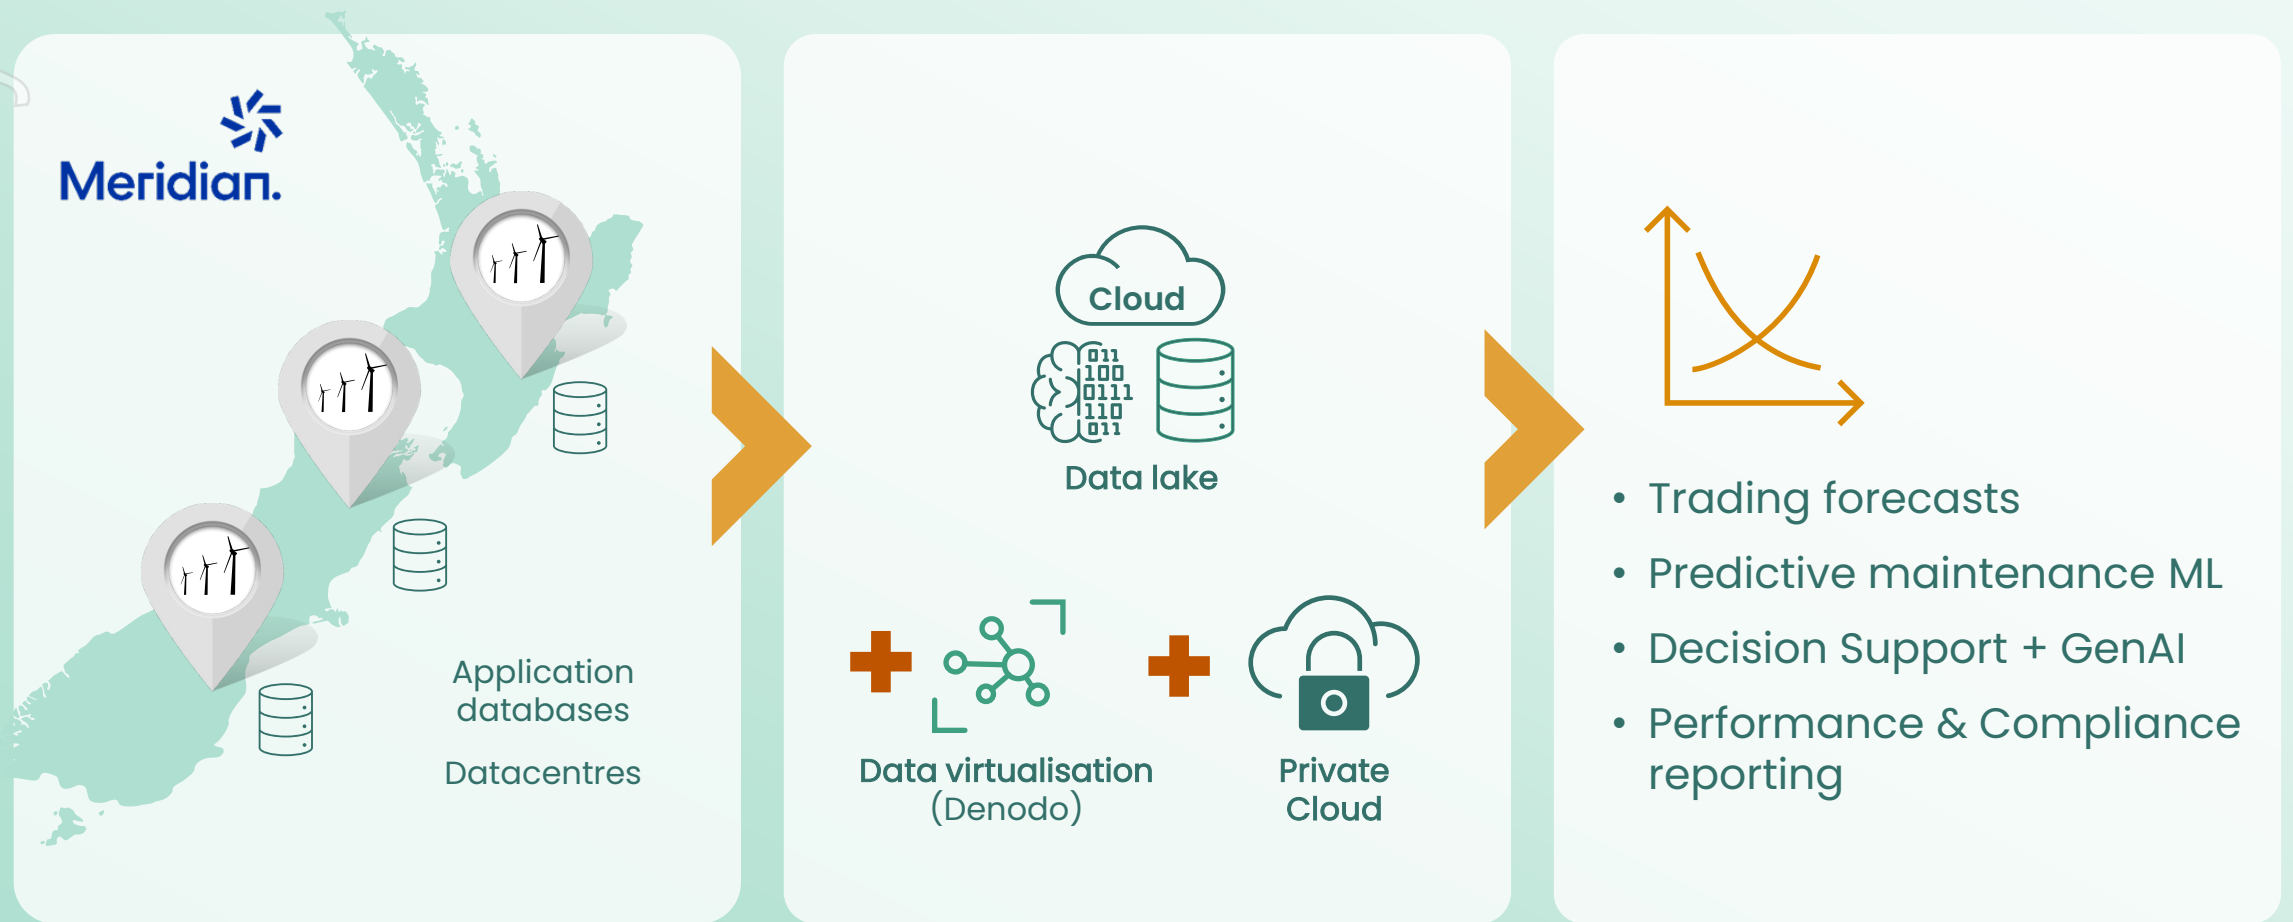 Meridian.
Application
databases
Datacentres
Cloud
011
100
0111
110
011
Data lake
Data virtualisation
(Denodo)
Private
Cloud
• Trading forecasts
• Predictive maintenance ML
• Decision Support + GenAI
• Performance & Compliance
reporting